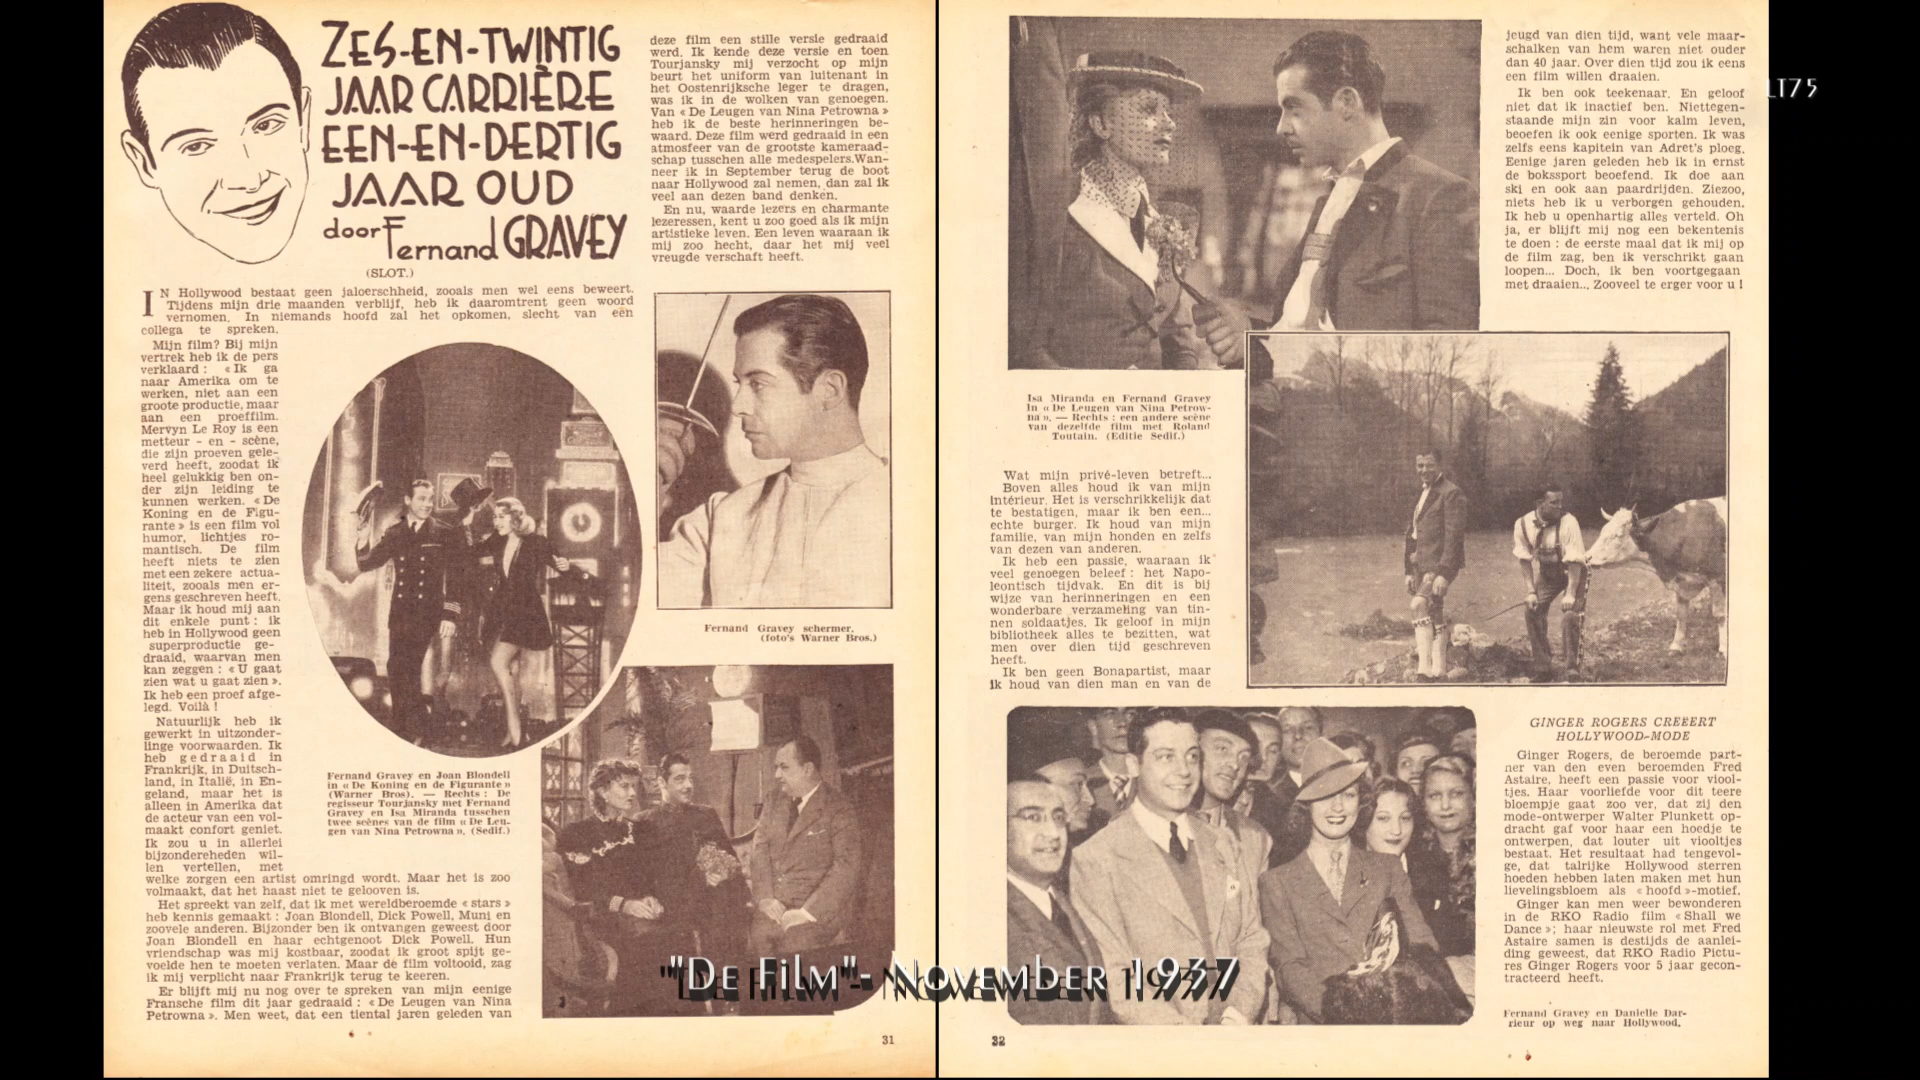 ZES-EN-TWINTIG
JAAR CARRIÈRE
EEN-EN-DERTIG
JAAR OUD
door Fernand GRAVEY
(SLOT.)
IN Hollywood bestaat geen jaloerschheid, zooals men wel eens beweert.
Tijdens mijn drie maanden verblijf, heb ik daaromtrent geen woord
vernomen. In niemands hoofd zal het opkomen, slecht van een
collega te spreken.
Mijn film? Bij mijn
vertrek heb ik de pers
verklaard : « Ik ga
naar Amerika om te
werken, niet aan een
groote productie, maar
aan een proeffilm.
Mervyn Le Roy is een
metteur - en - scène,
die zijn proeven gele-
verd heeft, zoodat ik
heel gelukkig ben on-
der zijn leiding te
kunnen werken. « De
Koning en de Figu-
rante » is een film vol
humor, lichtjes ro-
mantisch. De film
heeft niets te zien
met een zekere actua-
liteit, zooals men er-
gens geschreven heeft.
Maar ik houd mij aan
dit enkele punt : ik
heb in Hollywood geen
superproductie ge-
draaid, waarvan men
kan zeggen : « U gaat
zien wat u gaat zien ».
Ik heb een proef afge-
legd. Voilà !
Natuurlijk heb ik
gewerkt in uitzonder-
linge voorwaarden. Ik
heb gedraaid in
Frankrijk, in Duitsch-
land, in Italië, in En-
geland, maar het is
alleen in Amerika dat
de acteur van een vol-
maakt confort geniet.
Ik zou u in allerlei
bijzondereheden wil-
len vertellen, met
welke zorgen een artist omringd wordt. Maar het is zoo
volmaakt, dat het haast niet te gelooven is.
Het spreekt van zelf, dat ik met wereldberoemde « stars »
heb kennis gemaakt : Joan Blondell, Dick Powell, Muni en
zoovele anderen. Bijzonder ben ik ontvangen geweest door
Joan Blondell en haar echtgenoot Dick Powell. Hun
vriendschap was mij kostbaar, zoodat ik groot spijt ge-
voelde hen te moeten verlaten. Maar de film voltooid, zag
ik mij verplicht naar Frankrijk terug te keeren.
Er blijft mij nu nog over te spreken van mijn eenige
Fransche film dit jaar gedraaid : « De Leugen van Nina
Petrowna ». Men weet, dat een tiental jaren geleden van
Fernand Gravey en Joan Blondell
in « De Koning en de Figurante »
(Warner Bros). — Rechts : De
regisseur Tourjansky met Fernand
Gravey en Isa Miranda tusschen
twee scènes van de film « De Leu-
gen van Nina Petrowna ». (Sedif.)
deze film een stille versie gedraaid
werd. Ik kende deze versie en toen
Tourjansky mij verzocht op mijn
beurt het uniform van luitenant in
het Oostenrijksche leger te dragen,
was ik in de wolken van genoegen.
Van « De Leugen van Nina Petrowna »
heb ik de beste herinneringen be-
waard. Deze film werd gedraaid in een
atmosfeer van de grootste kameraad-
schap tusschen alle medespelers.Wan-
neer ik in September terug de boot
naar Hollywood zal nemen, dan zal ik
veel aan dezen band denken.
En nu, waarde lezers en charmante
lezeressen, kent u zoo goed als ik mijn
artistieke leven. Een leven waaraan ik
mij zoo hecht, daar het mij veel
vreugde verschaft heeft.
Fernand Gravey schermer.
(foto's Warner Bros.)
31
Isa Miranda en Fernand Gravey
in « De Leugen van Nina Petrow-
na ». — Rechts : een andere scène
van dezelfde film met Roland
Toutain. (Editie Sedif.)
Wat mijn privé-leven betreft...
Boven alles houd ik van mijn
intérieur. Het is verschrikkelijk dat
te bestatigen, maar ik ben een...
echte burger. Ik houd van mijn
familie, van mijn honden en zelfs
van dezen van anderen.
Ik heb een passie, waaraan ik
veel genoegen beleef : het Napo-
leontisch tijdvak. En dit is bij
wijze van herinneringen en een
wonderbare verzameling van tin-
nen soldaatjes. Ik geloof in mijn
bibliotheek alles te bezitten, wat
men over dien tijd geschreven
heeft.
Ik ben geen Bonapartist, maar
ik houd van dien man en van de
jeugd van dien tijd, want vele maar-
schalken van hem waren niet ouder
dan 40 jaar. Over dien tijd zou ik eens
een film willen draaien.
Ik ben ook teekenaar. En geloof
niet dat ik inactief ben. Niettegen-
staande mijn zin voor kalm leven,
beoefen ik ook eenige sporten. Ik was
zelfs eens kapitein van Adret's ploeg.
Eenige jaren geleden heb ik in ernst
de bokssport beoefend. Ik doe aan
ski en ook aan paardrijden. Ziezoo,
niets heb ik u verborgen gehouden.
Ik heb u openhartig alles verteld. Oh
ja, er blijft mij nog een bekentenis
te doen : de eerste maal dat ik mij op
de film zag, ben ik verschrikt gaan
loopen... Doch, ik ben voortgegaan
met draaien... Zooveel te erger voor u !
LT75
GINGER ROGERS CREËERT
HOLLYWOOD-MODE
Ginger Rogers, de beroemde part-
ner van den even beroemden Fred
Astaire, heeft een passie voor viool-
tjes. Haar voorliefde voor dit teere
bloempje gaat zoo ver, dat zij den
mode-ontwerper Walter Plunkett op-
dracht gaf voor haar een hoedje te
ontwerpen, dat louter uit viooltjes
bestaat. Het resultaat had tengevol-
ge, dat talrijke Hollywood sterren
hoeden hebben laten maken met hun
lievelingsbloem als « hoofd »-motief.
Ginger kan men weer bewonderen
in de RKO Radio film « Shall we
Dance »; haar nieuwste rol met Fred
Astaire samen is destijds de aanlei-
ding geweest, dat RKO Radio Pictu-
res Ginger Rogers voor 5 jaar gecon-
tracteerd heeft.
Fernand Gravey en Danielle Dar-
rieur op weg naar Hollywood.
32
"De Film"- November 1937